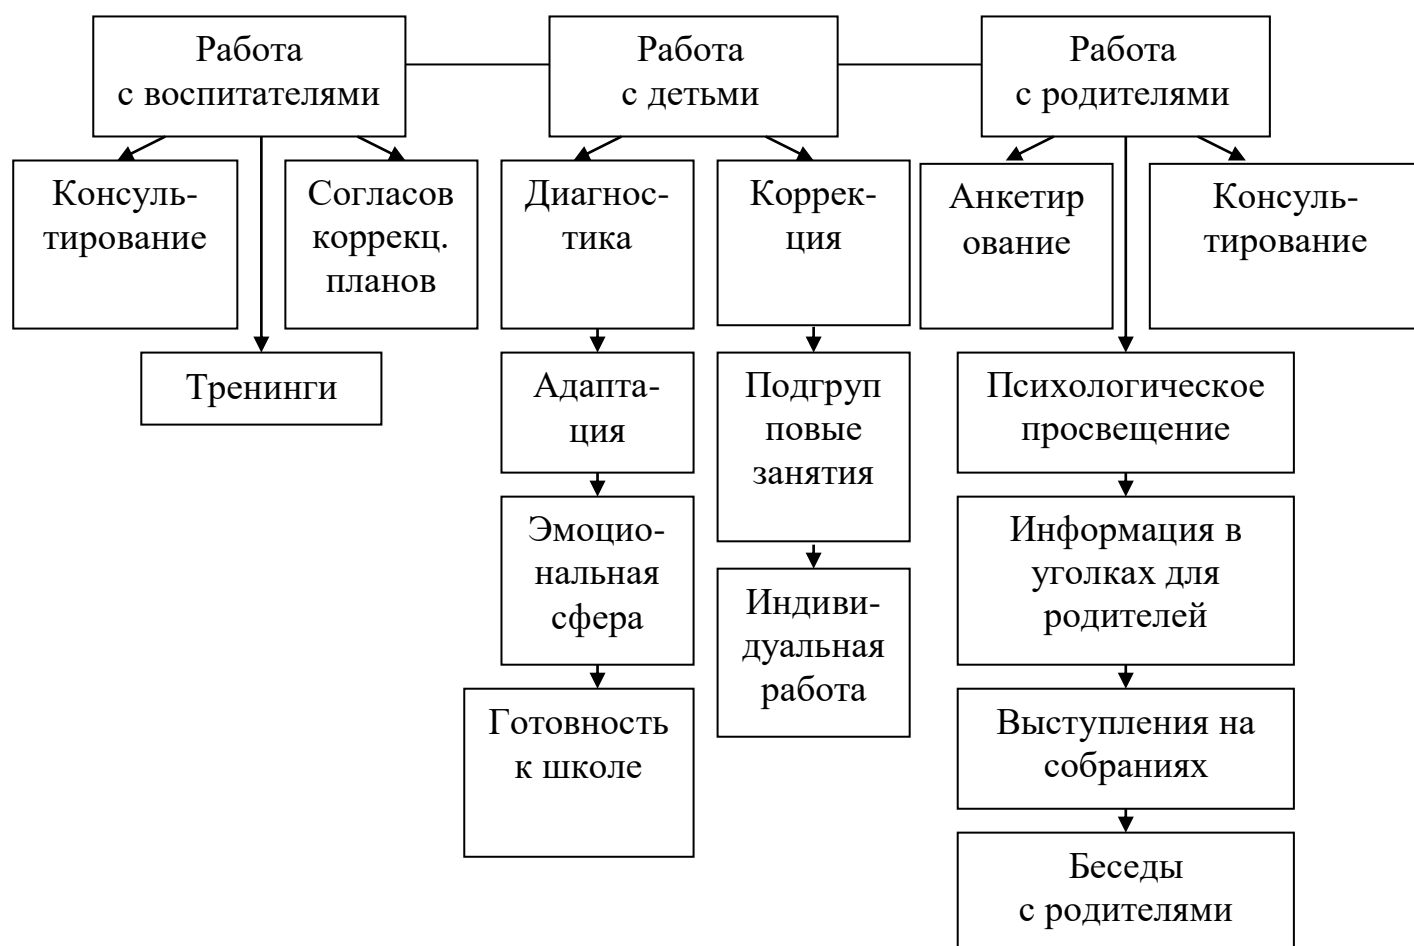 Работа
с воспитателями
Работа
с детьми
Работа
с родителями
Консуль-
тирование
Согласов
коррекц.
планов
Диагнос-
тика
Коррек-
ция
Анкетир
ование
Консуль-
тирование
Тренинги
Адапта-
ция
Подгруп
повые
занятия
Психологическое
просвещение
Эмоцио-
нальная
сфера
Индиви-
дуальная
работа
Информация в
уголках для
родителей
Готовность
к школе
Выступления на
собраниях
Беседы
с родителями